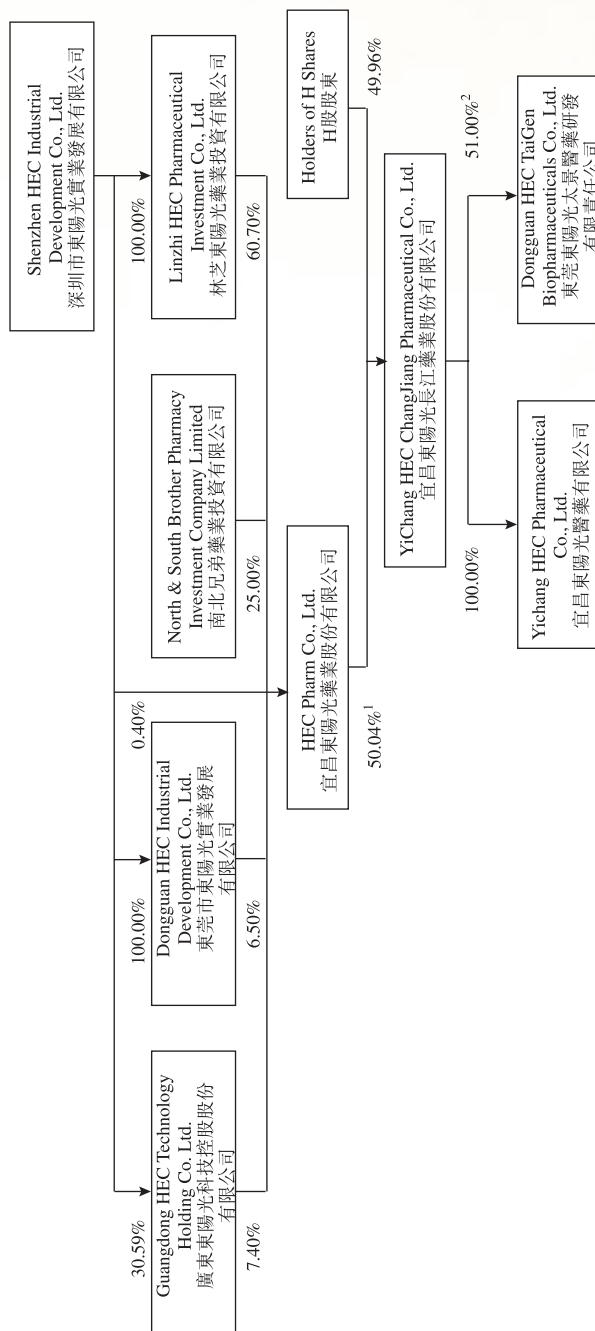 Shenzhen HEC Industrial
Development Co., Ltd.
深圳市東陽光實業發展有限公司
30.59%
100.00%
0.40%
100.00%
Guangdong HEC Technology
Holding Co. Ltd.
廣東東陽光科技控股股份
有限公司
Dongguan HEC Industrial
Development Co., Ltd.
東莞市東陽光實業發展
有限公司
North & South Brother Pharmacy
Investment Company Limited
南北兄弟藥業投資有限公司
Linzhi HEC Pharmaceutical
Investment Co., Ltd.
林芝東陽光藥業投資有限公司
7.40%
6.50%
25.00%
60.70%
HEC Pharm Co., Ltd.
宜昌東陽光藥業股份有限公司
Holders of H Shares
H股股東
50.04%1
49.96%
YiChang HEC ChangJiang Pharmaceutical Co., Ltd.
宜昌東陽光長江藥業股份有限公司
100.00%
51.00%2
Yichang HEC Pharmaceutical
Co., Ltd.
宜昌東陽光醫藥有限公司
Dongguan HEC TaiGen
Biopharmaceuticals Co., Ltd.
東莞東陽光太景醫藥研發
有限責任公司